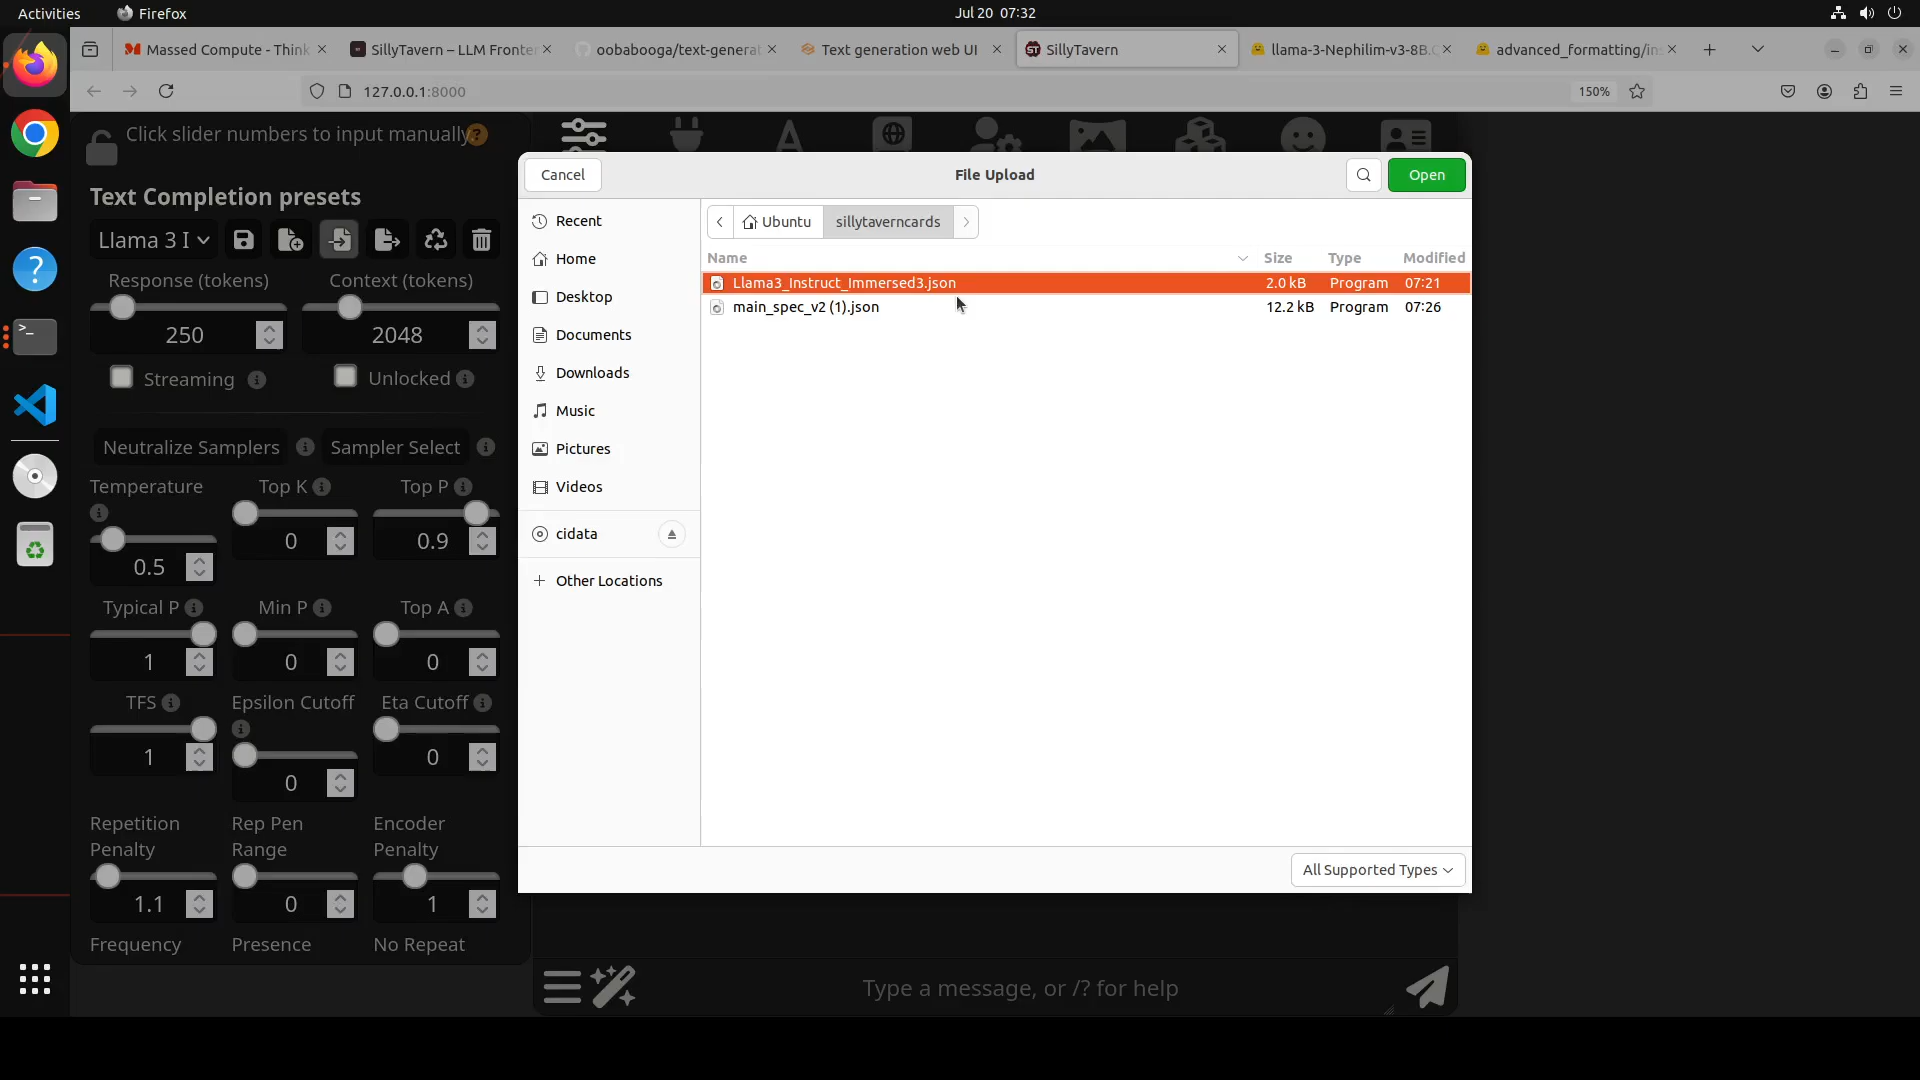 Activities
Firefox
Jul 20 07:32
Massed Compute - Think
SillyTavern – LLM Fronte
oobabooga/text-generat
Text generation web UI
SillyTavern
llama-3-Nephilim-v3-8B.
advanced_formatting/in
127.0.0.1:8000
150%
Click slider numbers to input manually
Text Completion presets
Llama 3 I
Response (tokens)
Context (tokens)
250
2048
Streaming
Unlocked
Neutralize Samplers
Sampler Select
Temperature
Top K
Top P
0.5
0
0.9
Typical P
Min P
Top A
1
0
0
TFS
Epsilon Cutoff
Eta Cutoff
1
0
0
Repetition Penalty
Rep Pen Range
Encoder Penalty
1.1
0
1
Frequency
Presence
No Repeat
Cancel
File Upload
Open
Recent
Home
Desktop
Documents
Downloads
Music
Pictures
Videos
cidata
Other Locations
Ubuntu
sillytaverncards
Name
Size
Type
Modified
Llama3_Instruct_Immersed3.json
2.0 kB
Program
07:21
main_spec_v2 (1).json
12.2 kB
Program
07:26
All Supported Types
Type a message, or /? for help